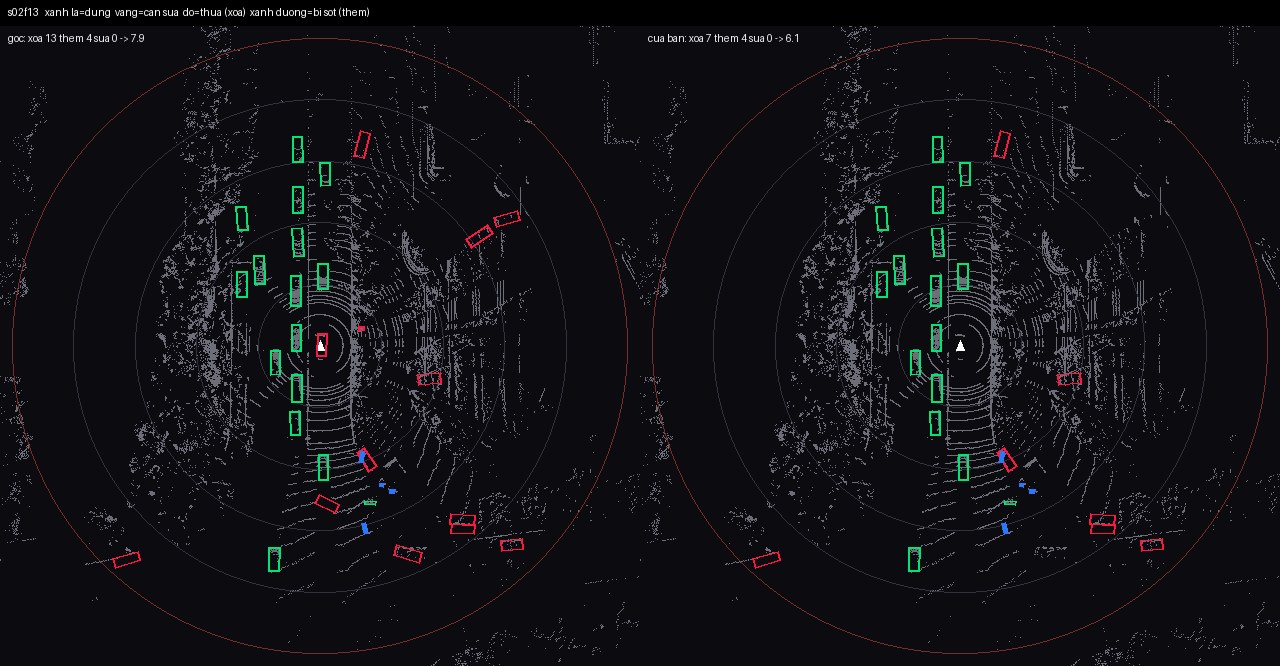 s02f13 xanh la=dung vang=can sua do=thua (xoa) xanh duong=bi sot (them)
goc: xoa 13 them 4 sua 0 -> 7.9
cua ban: xoa 7 them 4 sua 0 -> 6.1